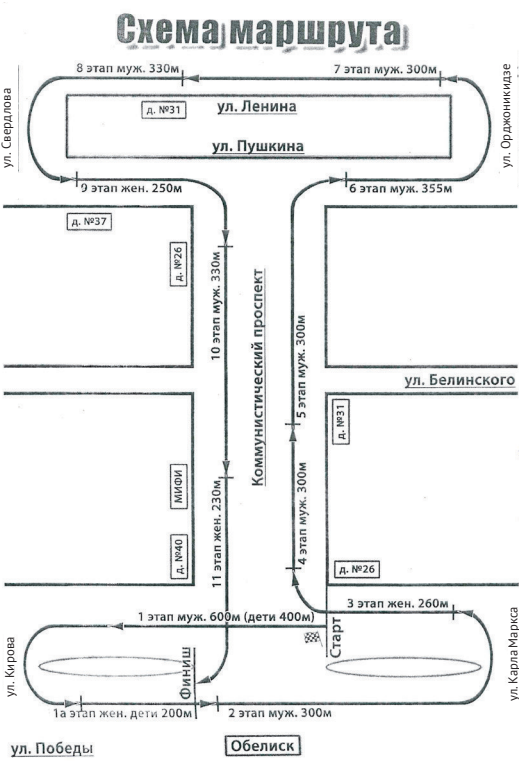 Схема маршрута
8 этап муж. 330м
7 этап муж. 300м
ул. Свердлова
ул. Орджоникидзе
д. №31
ул. Ленина
ул. Пушкина
9 этап жен. 250м
6 этап муж. 355м
д. №37
д. №26
10 этап муж. 330м
Коммунистический проспект
5 этап муж. 300м
ул. Белинского
д. №31
МИФИ
д. №40
11 этап жен. 230м
4 этап муж. 300м
д. №26
3 этап жен. 260м
1 этап муж. 600м (дети 400м)
Старт
ул. Кирова
ул. Карла Маркса
Финиш
1а этап жен. дети 200м
2 этап муж. 300м
ул. Победы
Обелиск